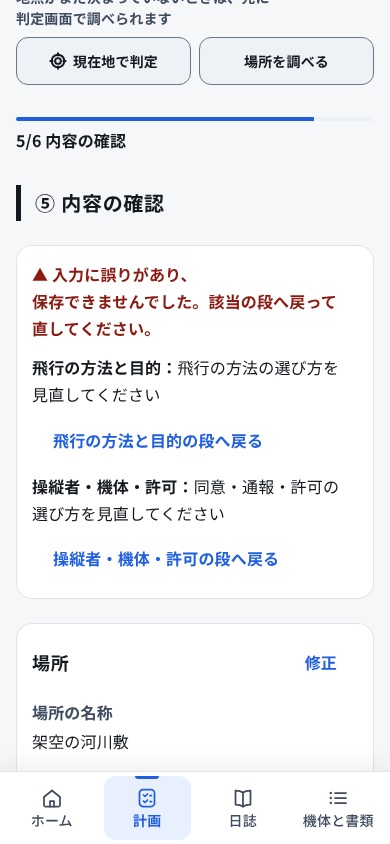 判定画面で調べられます
現在地で判定
場所を調べる
5/6 内容の確認
⑤ 内容の確認
▲ 入力に誤りがあり、
保存できませんでした。該当の段へ戻って
直してください。
飛行の方法と目的：飛行の方法の選び方を
見直してください
飛行の方法と目的の段へ戻る
操縦者・機体・許可：同意・通報・許可の
選び方を見直してください
操縦者・機体・許可の段へ戻る
場所
修正
場所の名称
架空の河川敷
ホーム
計画
日誌
機体と書類